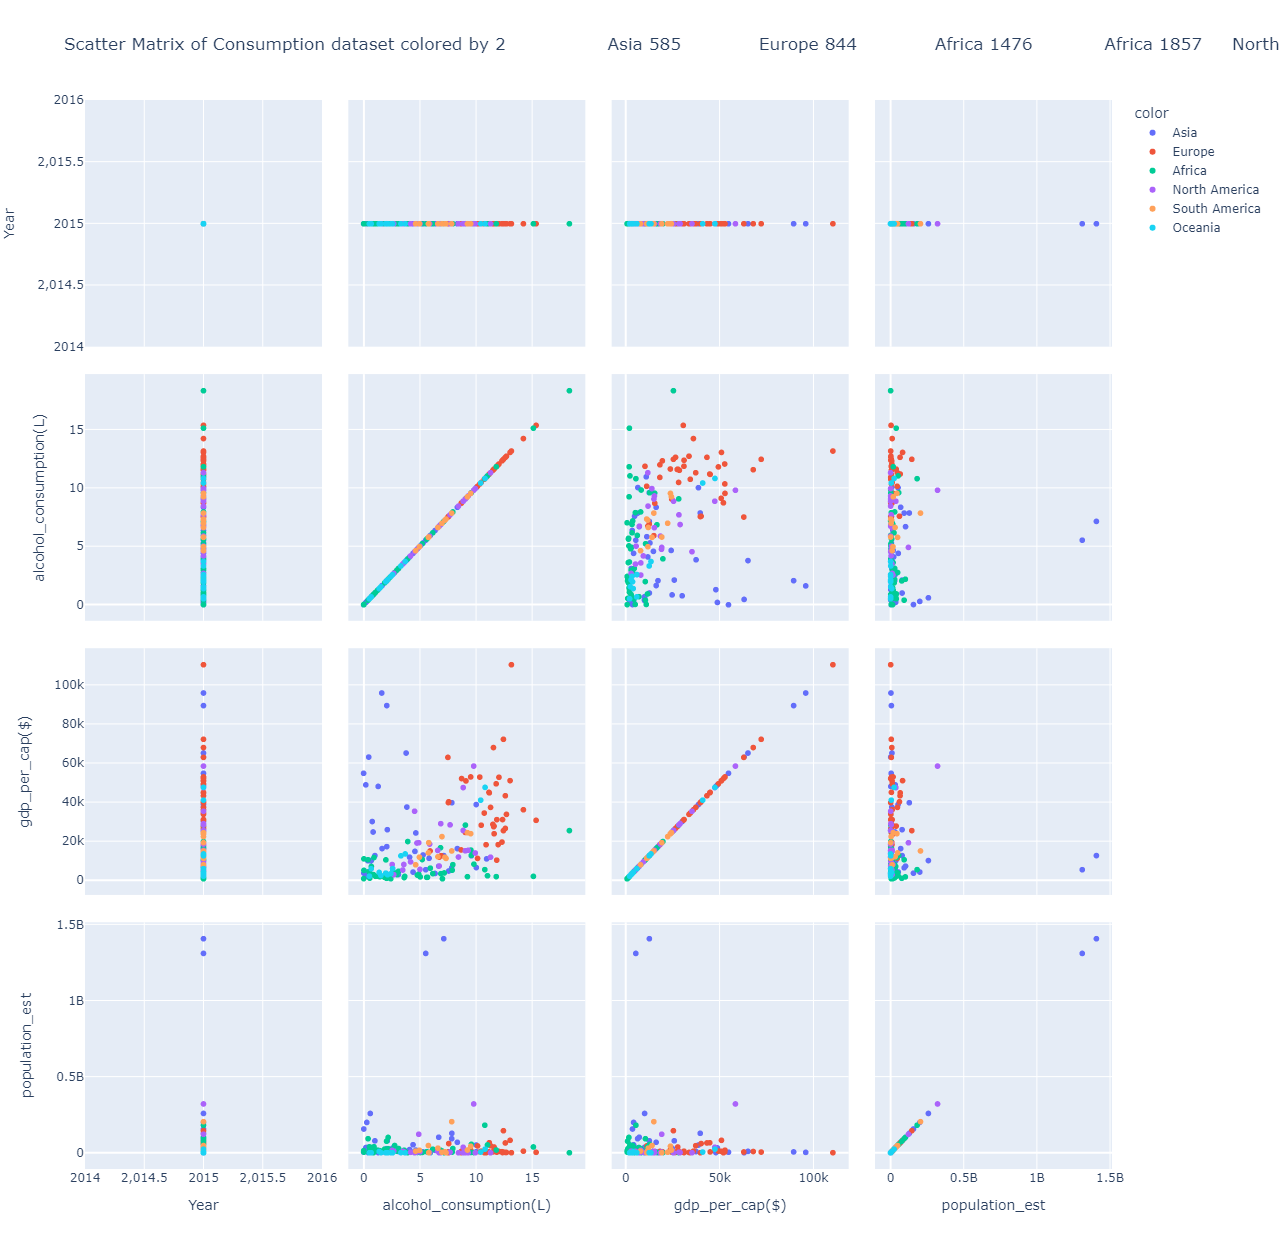 Scatter Matrix of Consumption dataset colored by 2 Asia 585 Europe 844 Africa 1476 Africa 1857 North
color
Asia
Europe
Africa
North America
South America
Oceania
Year
2016
2,015.5
2015
2,014.5
2014
alcohol_consumption(L)
15
10
5
0
gdp_per_cap($)
100k
80k
60k
40k
20k
0
population_est
1.5B
1B
0.5B
0
2014 2,014.5 2015 2,015.5 2016 0 5 10 15 0 50k 100k 0 0.5B 1B 1.5B
Year alcohol_consumption(L) gdp_per_cap($) population_est